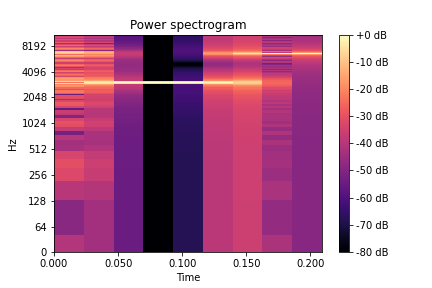 Power spectrogram
Hz
8192
4096
2048
1024
512
256
128
64
0
0.000 0.050 0.100 0.150 0.200
Time
+0 dB
-10 dB
-20 dB
-30 dB
-40 dB
-50 dB
-60 dB
-70 dB
-80 dB